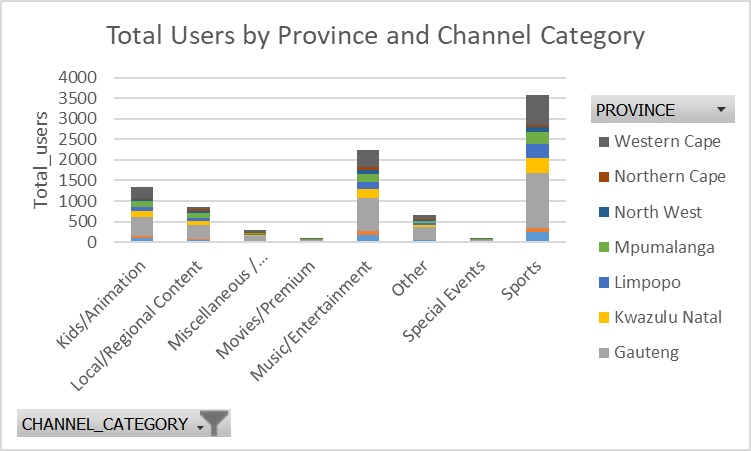 Total Users by Province and Channel Category
4000
3500
3000
2500
2000
1500
1000
500
0
Total_users
Kids/Animation
Local/Regional Content
Miscellaneous /...
Movies/Premium
Music/Entertainment
Other
Special Events
Sports
PROVINCE
Western Cape
Northern Cape
North West
Mpumalanga
Limpopo
Kwazulu Natal
Gauteng
CHANNEL_CATEGORY